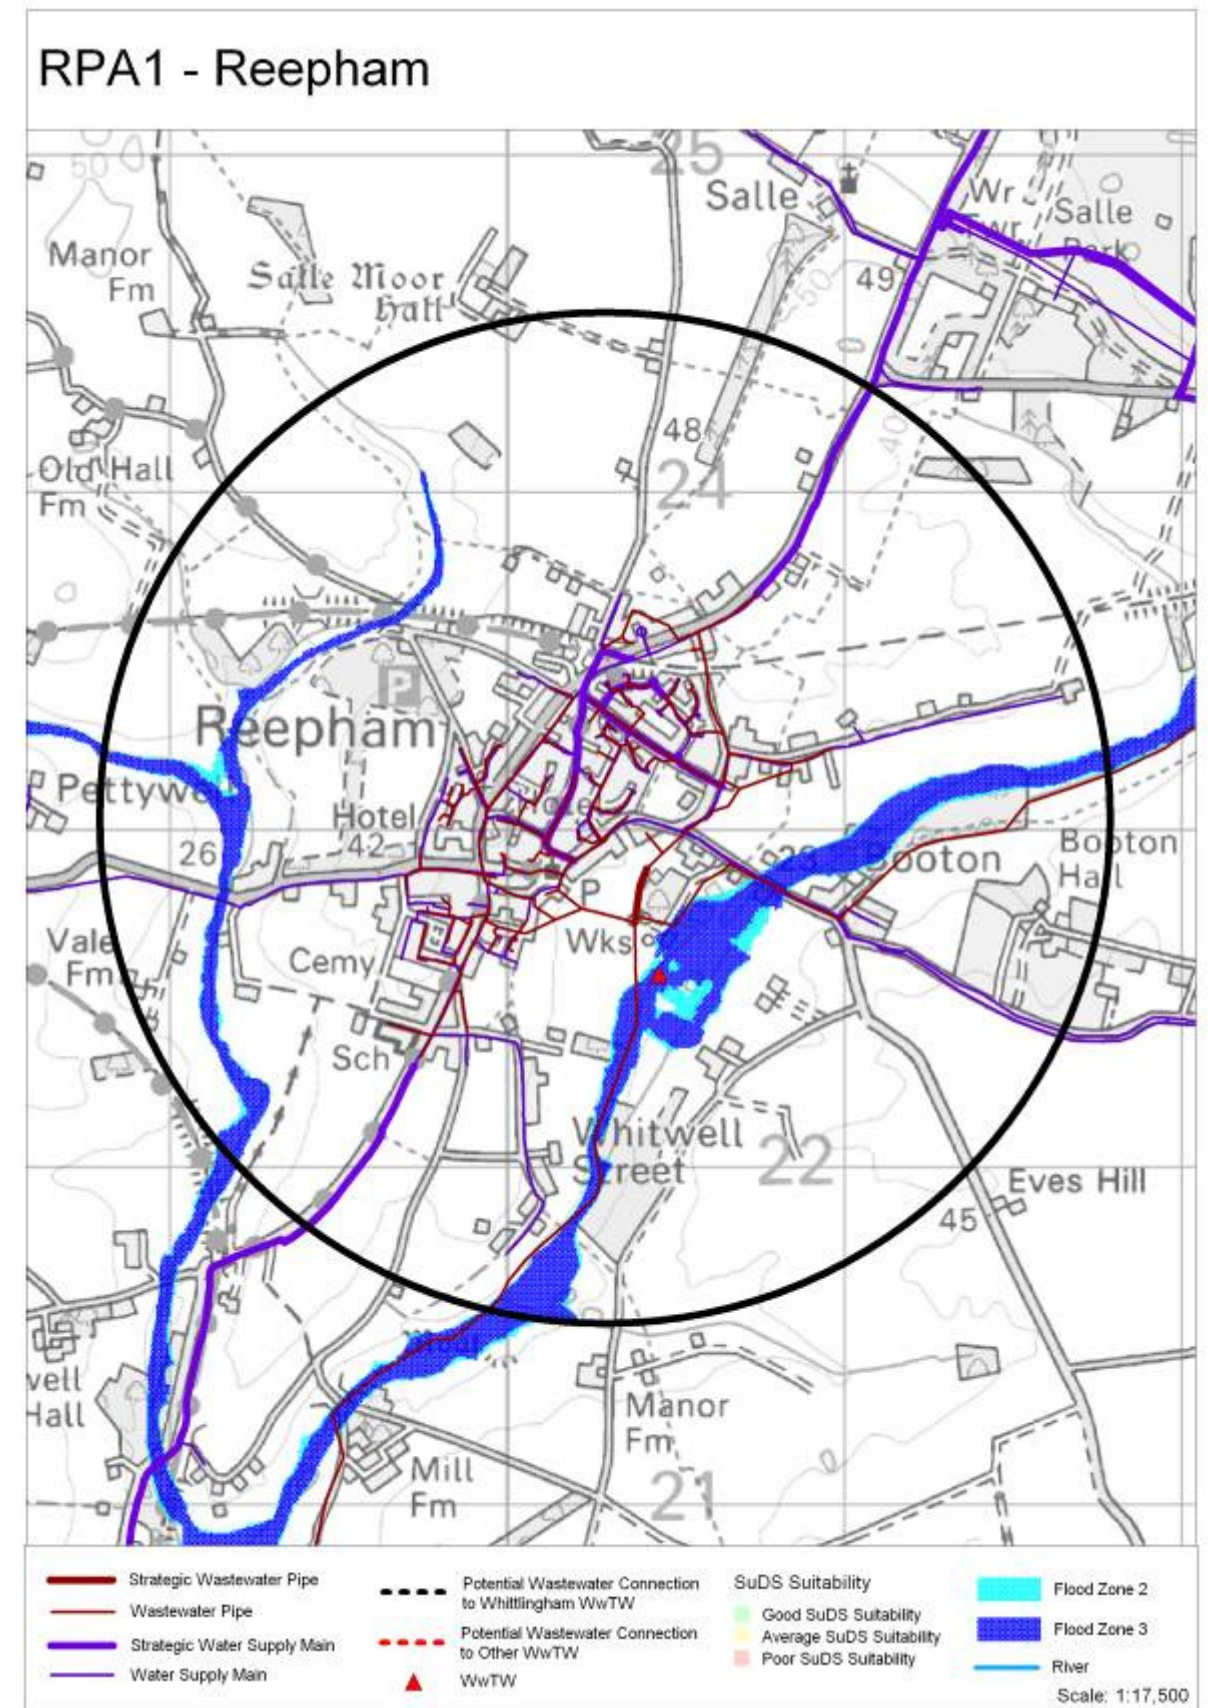 RPA1 - Reepham
50
25
Salle
Wr
Twr
Salle
Park
Manor
Fm
Salle Moor
Hall
50
49
48
40
24
Old Hall
Fm
P
Reepham
Hotel
42
26
Booton
Booton
Hall
P
Wks
Vale
Fm
Cemy
Sch
Whitwell
Street
22
Eves Hill
45
well
Hall
Manor
Fm
Mill
Fm
21
Strategic Wastewater Pipe
Wastewater Pipe
Strategic Water Supply Main
Water Supply Main
Potential Wastewater Connection
to Whittlingham WwTW
Potential Wastewater Connection
to Other WwTW
WwTW
SuDS Suitability
Good SuDS Suitability
Average SuDS Suitability
Poor SuDS Suitability
Flood Zone 2
Flood Zone 3
River
Scale: 1:17,500